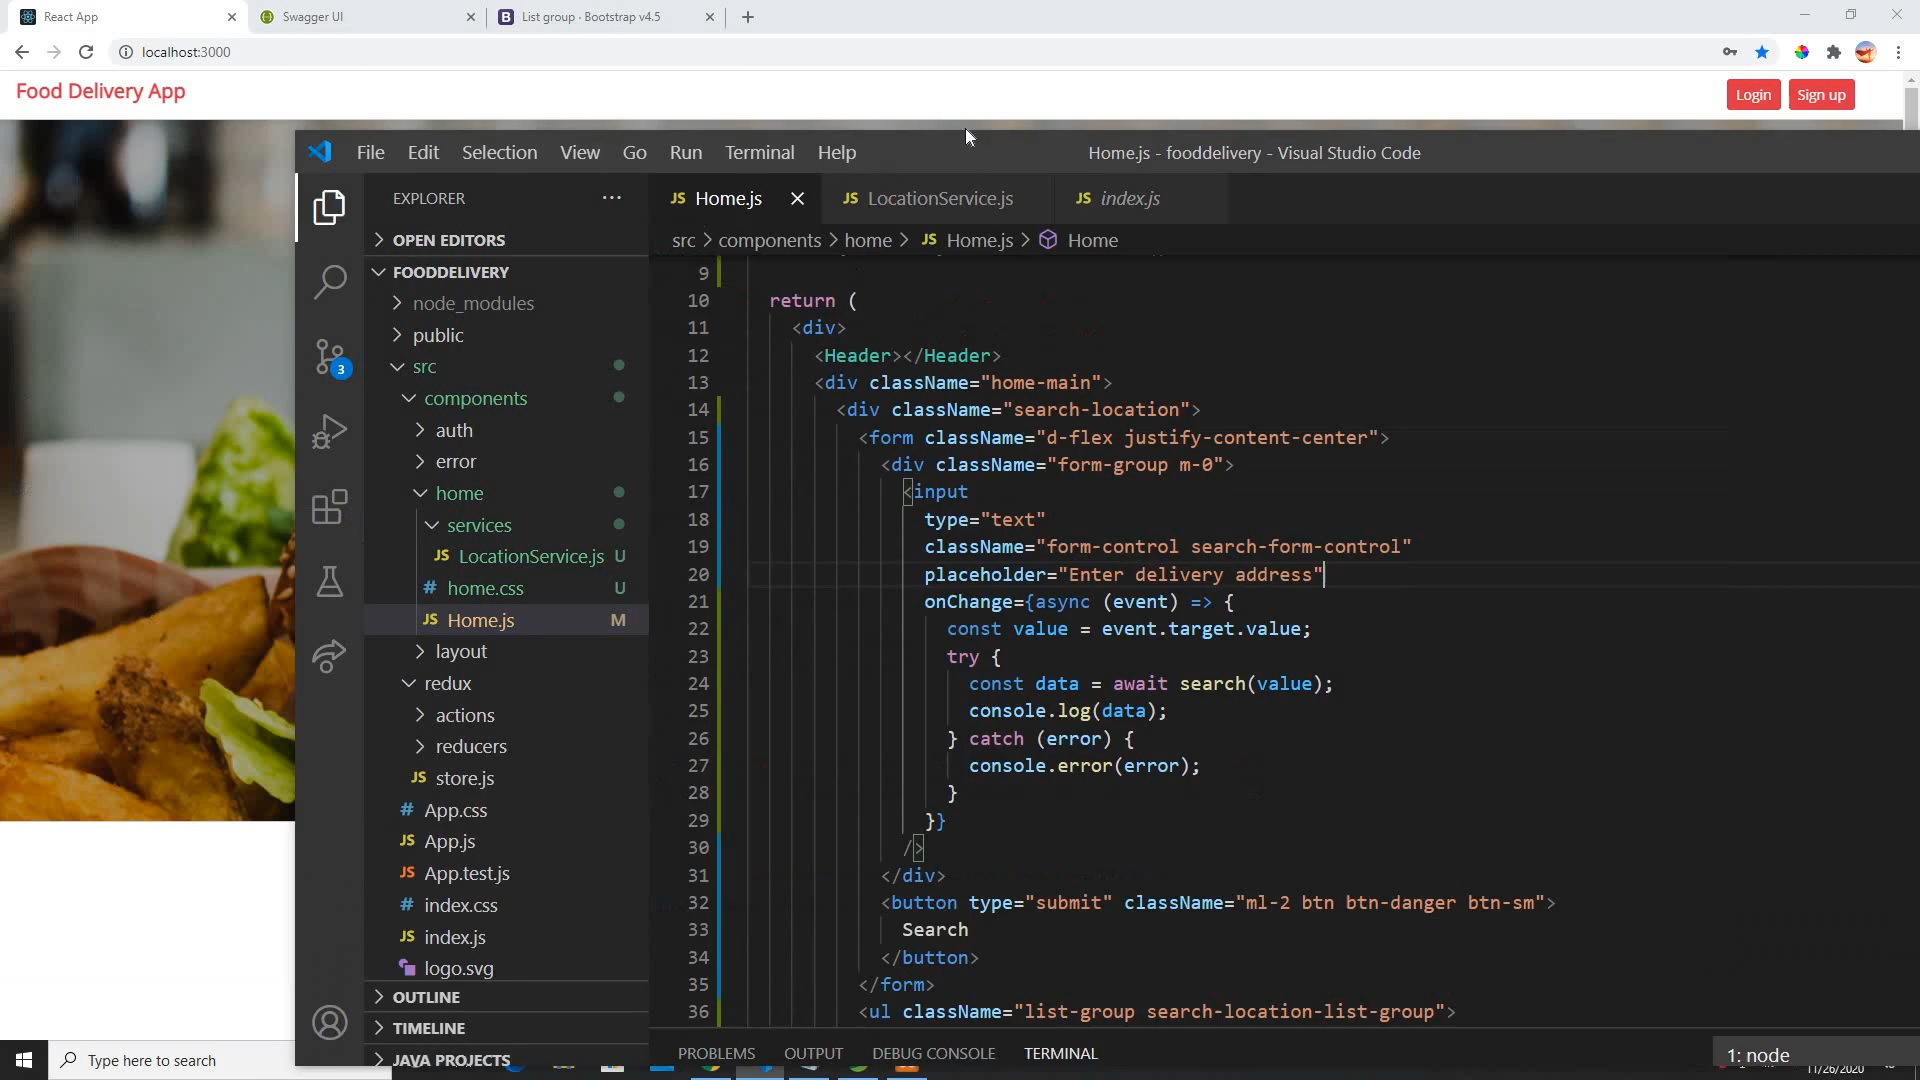 React App
Swagger UI
List group · Bootstrap v4.5
localhost:3000
Food Delivery App
Login
Sign up
File Edit Selection View Go Run Terminal Help
Home.js - fooddelivery - Visual Studio Code
EXPLORER
JS Home.js
JS LocationService.js
JS index.js
OPEN EDITORS
src > components > home > JS Home.js > Home
FOODDELIVERY
node_modules
public
src
3
components
auth
error
home
services
JS LocationService.js U
# home.css U
JS Home.js M
layout
redux
actions
reducers
JS store.js
# App.css
JS App.js
JS App.test.js
# index.css
JS index.js
logo.svg
OUTLINE
TIMELINE
JAVA PROJECTS
9
10 return (
11 <div>
12 <Header></Header>
13 <div className="home-main">
14 <div className="search-location">
15 <form className="d-flex justify-content-center">
16 <div className="form-group m-0">
17 <input
18 type="text"
19 className="form-control search-form-control"
20 placeholder="Enter delivery address"
21 onChange={async (event) => {
22 const value = event.target.value;
23 try {
24 const data = await search(value);
25 console.log(data);
26 } catch (error) {
27 console.error(error);
28 }
29 }}
30 />
31 </div>
32 <button type="submit" className="ml-2 btn btn-danger btn-sm">
33 Search
34 </button>
35 </form>
36 <ul className="list-group search-location-list-group">
PROBLEMS OUTPUT DEBUG CONSOLE TERMINAL
1: node
Type here to search
11/26/2020